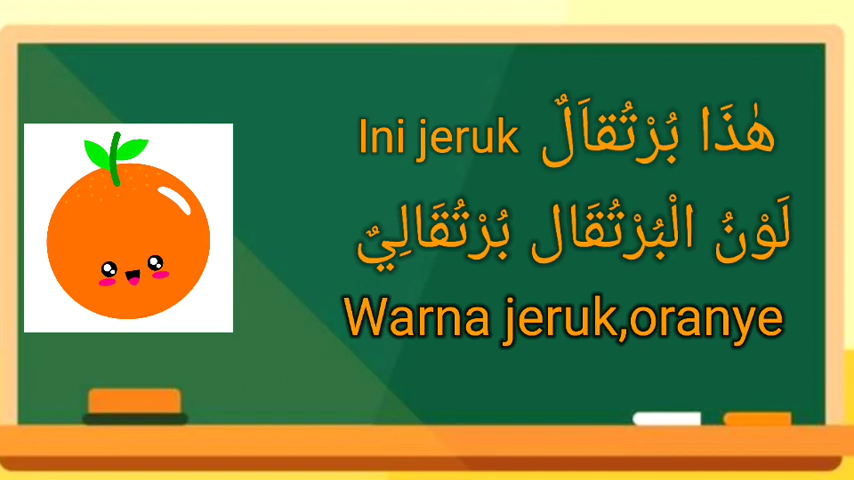 هٰذَا بُرْتُقَالٌ Ini jeruk
لَوْنُ الْبُرْتُقَال بُرْتُقَالِيٌّ
Warna jeruk,oranye